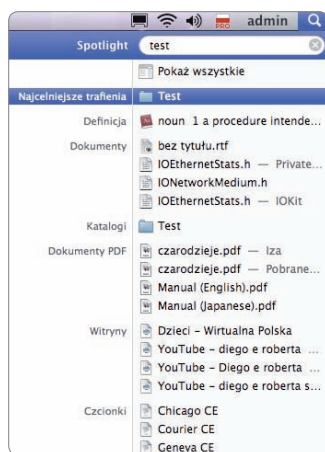 PRO admin
Spotlight test
Pokaż wszystkie
Najcelniejsze trafienia Test
Definicja noun 1 a procedure intende...
Dokumenty bez tytułu.rtf
IOEthernetStats.h — Private...
IONetworkMedium.h
IOEthernetStats.h — IOKit
Katalogi Test
Dokumenty PDF czarodzieje.pdf — Iza
czarodzieje.pdf — Pobrane...
Manual (English).pdf
Manual (Japanese).pdf
Witryny Dzieci – Wirtualna Polska
YouTube – diego e roberta ...
YouTube – Diego e roberta ...
YouTube – diego e roberta s...
Czcionki Chicago CE
Courier CE
Geneva CE